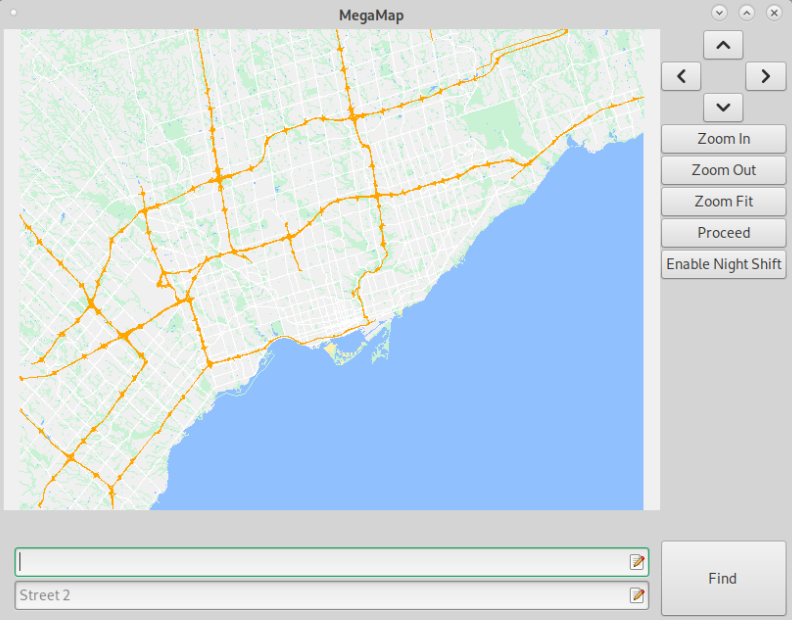 MegaMap
Zoom In
Zoom Out
Zoom Fit
Proceed
Enable Night Shift
Street 2
Find